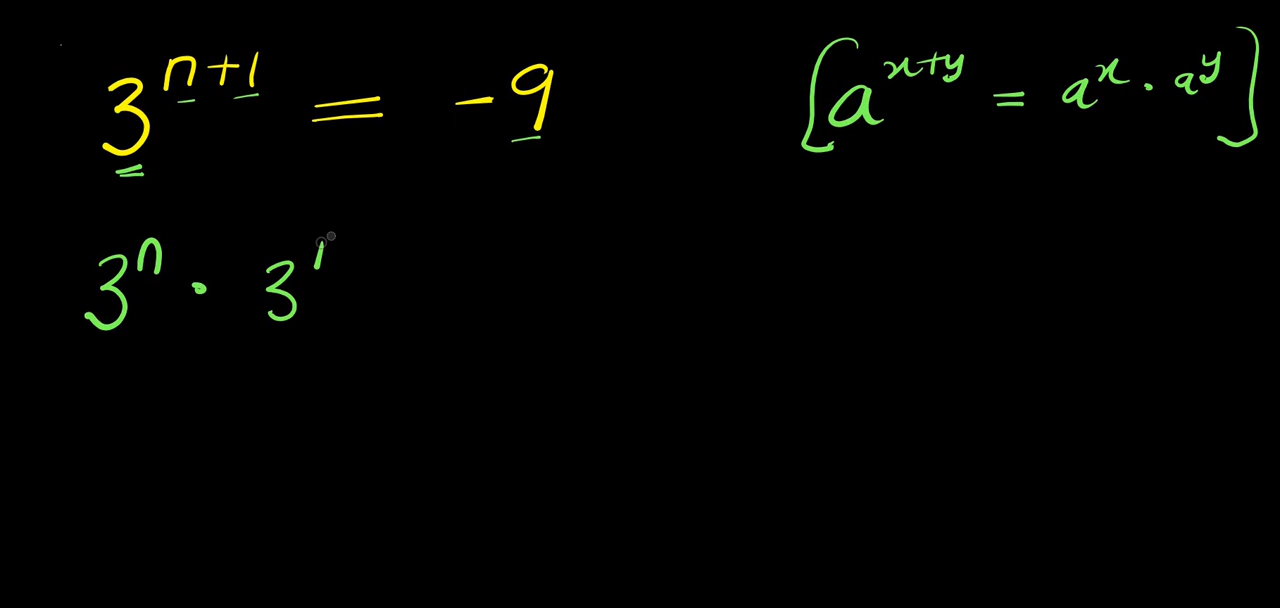 3^{n+1} = -9 [a^{x+y} = a^x · a^y]
3^n · 3^1